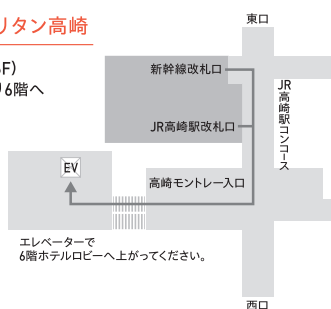 リタン高崎
F)
6階へ
東口
新幹線改札口
JR高崎駅改札口
JR高崎駅コンコース
EV
高崎モントレー入口
エレベーターで
6階ホテルロビーへ上がってください。
西口